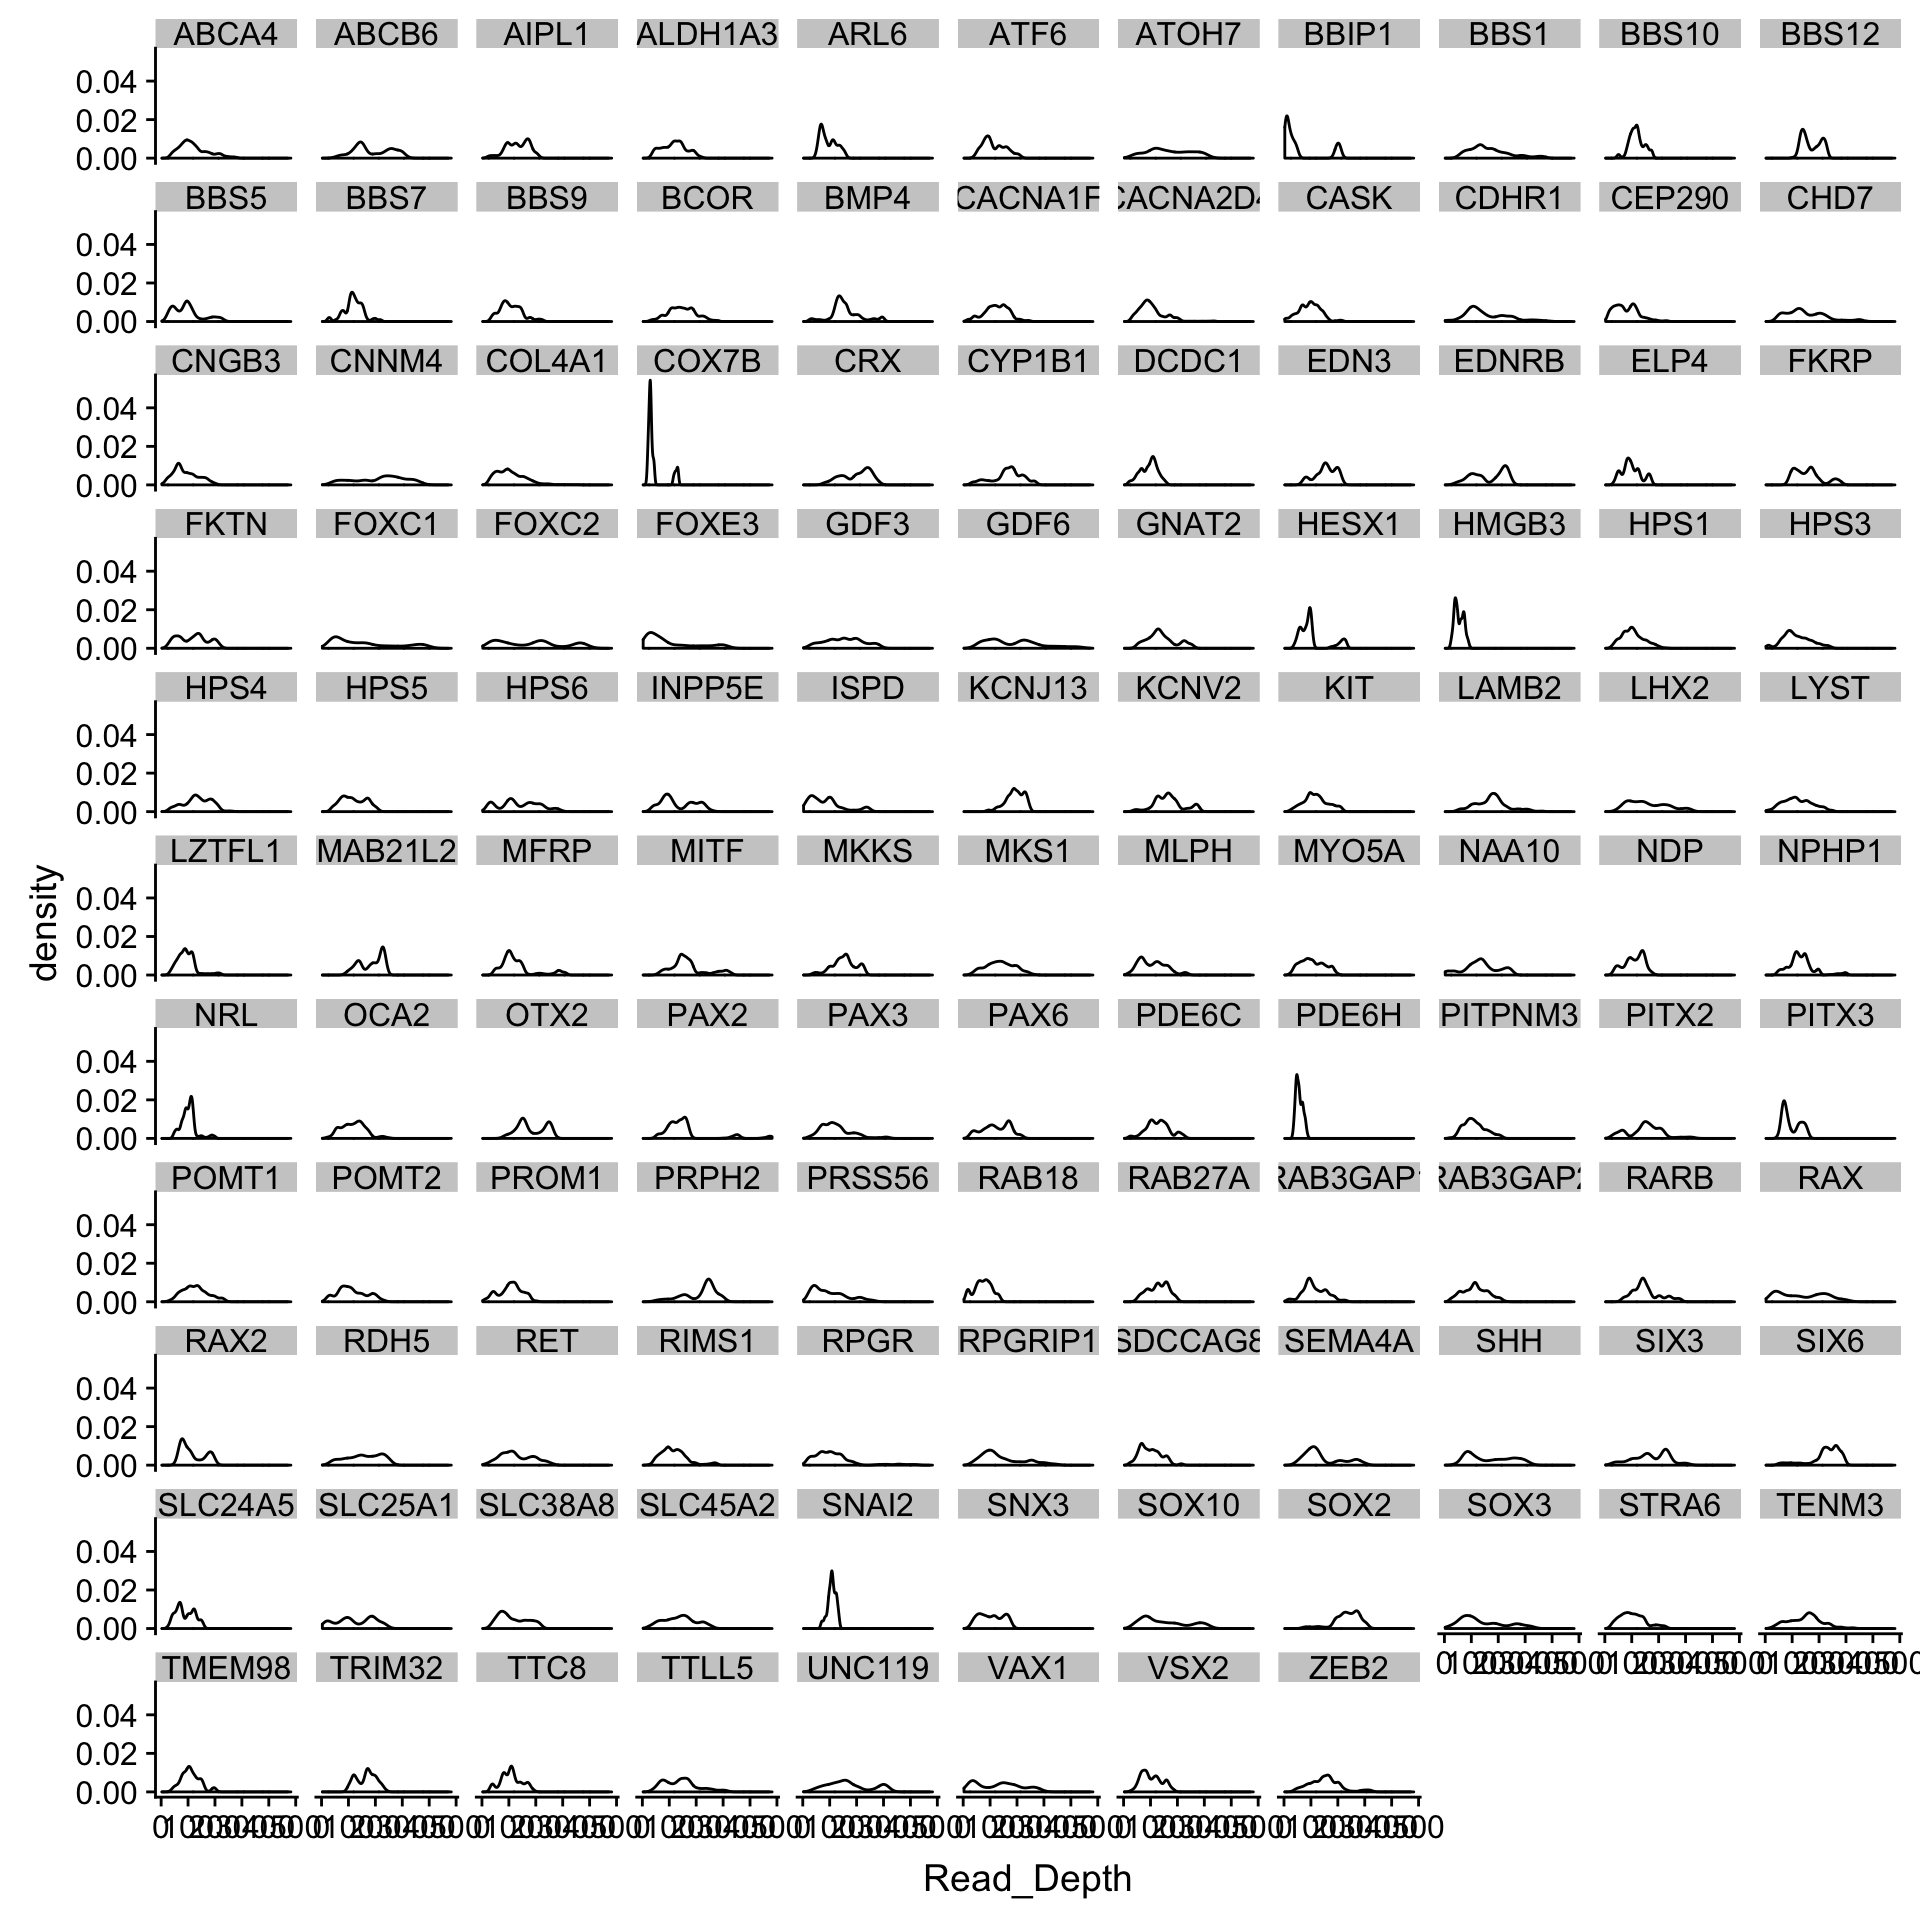 ABCA4 ABCB6 AIPL1 ALDH1A3 ARL6 ATF6 ATOH7 BBIP1 BBS1 BBS10 BBS12
0.04
0.02
0.00
BBS5 BBS7 BBS9 BCOR BMP4 CACNA1F CACNA2D4 CASK CDHR1 CEP290 CHD7
0.04
0.02
0.00
CNGB3 CNNM4 COL4A1 COX7B CRX CYP1B1 DCDC1 EDN3 EDNRB ELP4 FKRP
0.04
0.02
0.00
FKTN FOXC1 FOXC2 FOXE3 GDF3 GDF6 GNAT2 HESX1 HMGB3 HPS1 HPS3
0.04
0.02
0.00
HPS4 HPS5 HPS6 INPP5E ISPD KCNJ13 KCNV2 KIT LAMB2 LHX2 LYST
0.04
0.02
0.00
LZTFL1 MAB21L2 MFRP MITF MKKS MKS1 MLPH MYO5A NAA10 NDP NPHP1
0.04
0.02
0.00
density
NRL OCA2 OTX2 PAX2 PAX3 PAX6 PDE6C PDE6H PITPNM3 PITX2 PITX3
0.04
0.02
0.00
POMT1 POMT2 PROM1 PRPH2 PRSS56 RAB18 RAB27A RAB3GAP1 RAB3GAP2 RARB RAX
0.04
0.02
0.00
RAX2 RDH5 RET RIMS1 RPGR RPGRIP1 SDCCAG8 SEMA4A SHH SIX3 SIX6
0.04
0.02
0.00
SLC24A5 SLC25A1 SLC38A8 SLC45A2 SNAI2 SNX3 SOX10 SOX2 SOX3 STRA6 TENM3
0.04
0.02
0.00
TMEM98 TRIM32 TTC8 TTLL5 UNC119 VAX1 VSX2 ZEB2
0.04
0.02
0.00
Read_Depth